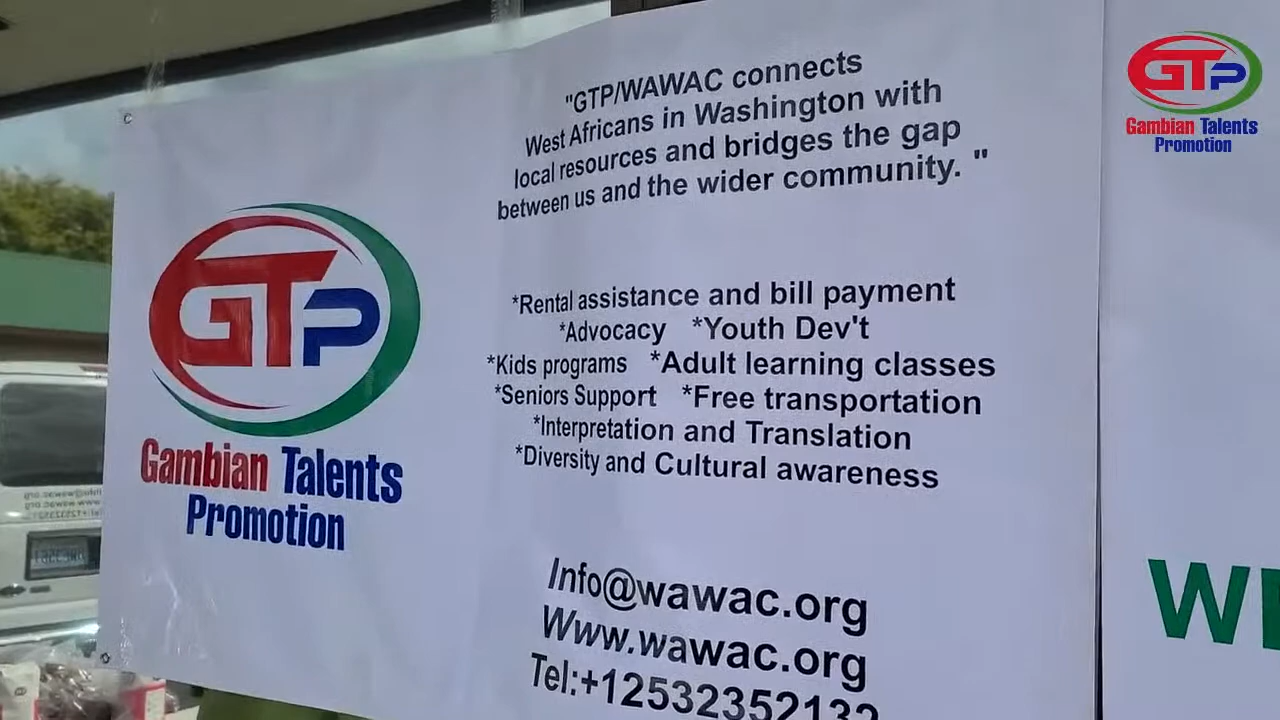 "GTP/WAWAC connects
West Africans in Washington with
local resources and bridges the gap
between us and the wider community. "
GTP
Gambian Talents
Promotion
*Rental assistance and bill payment
*Advocacy *Youth Dev't
*Kids programs *Adult learning classes
*Seniors Support *Free transportation
*Interpretation and Translation
*Diversity and Cultural awareness
Info@wawac.org
Www.wawac.org
Tel:+12532352132
GTP
Gambian Talents
Promotion